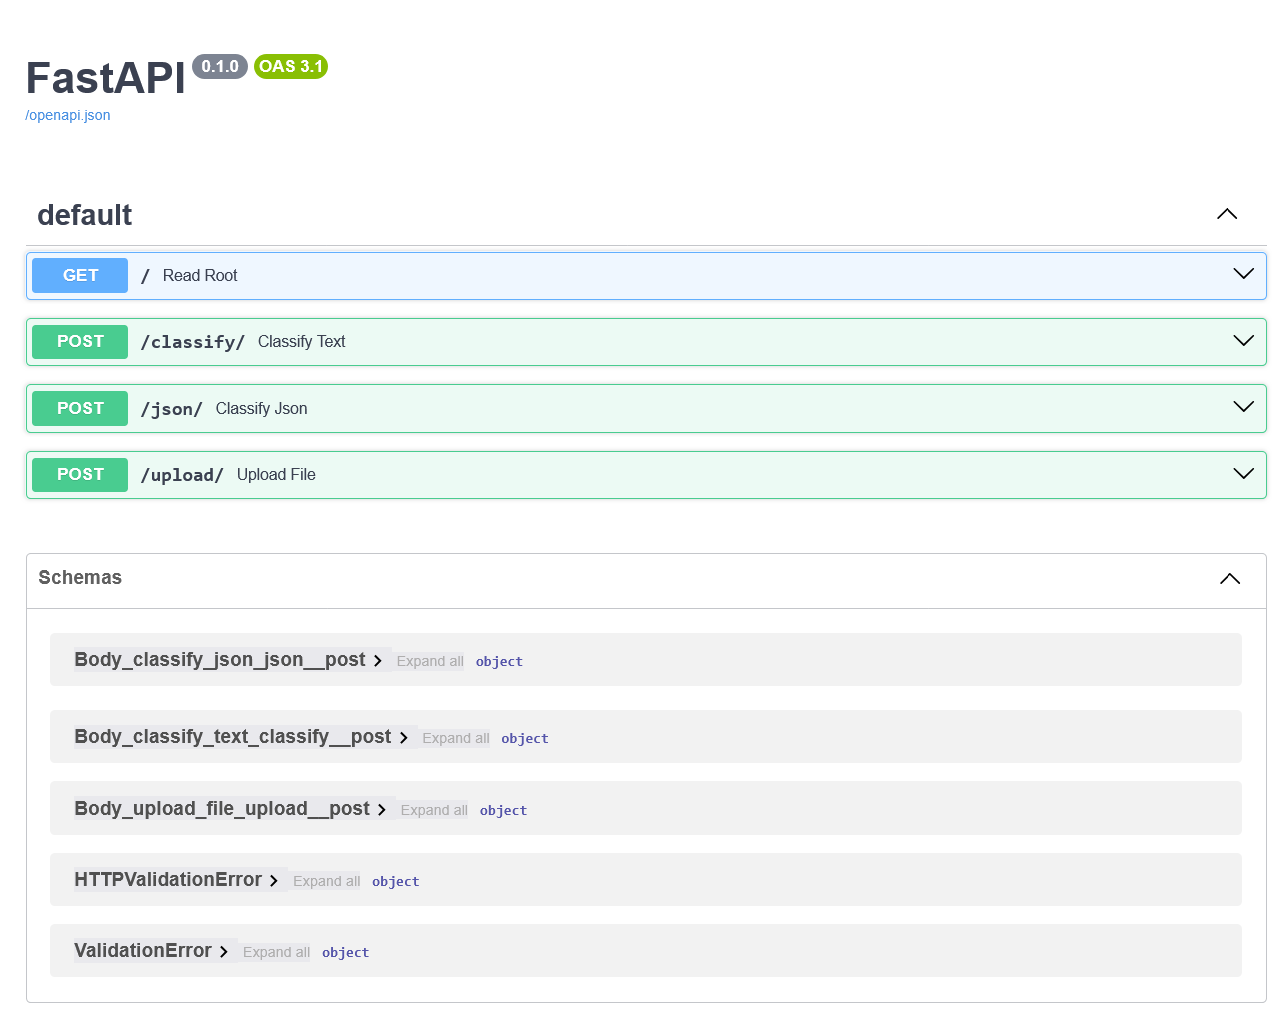 FastAPI 0.1.0 OAS 3.1
/openapi.json
default
GET / Read Root
POST /classify/ Classify Text
POST /json/ Classify Json
POST /upload/ Upload File
Schemas
Body_classify_json_json__post Expand all object
Body_classify_text_classify__post Expand all object
Body_upload_file_upload__post Expand all object
HTTPValidationError Expand all object
ValidationError Expand all object